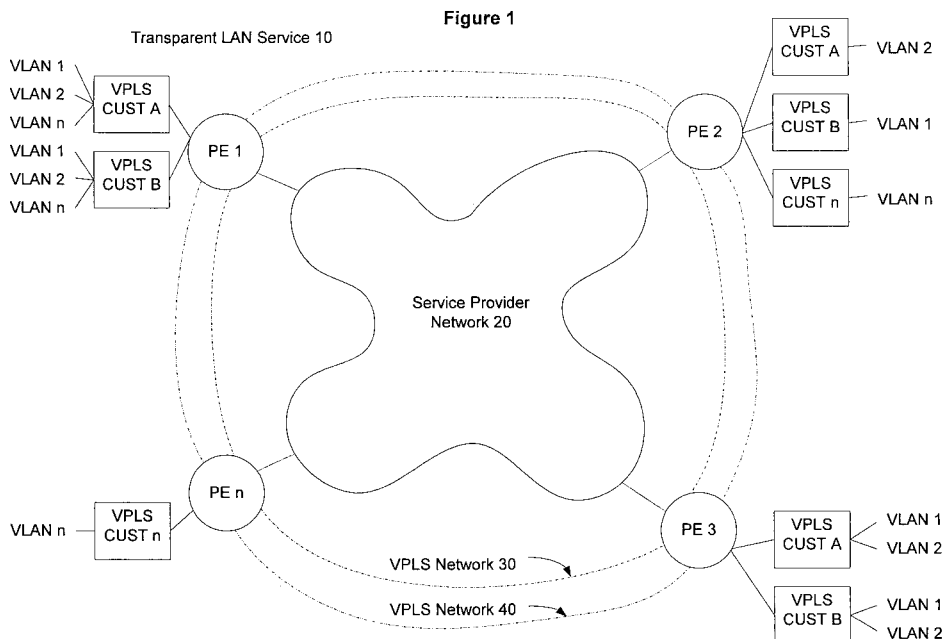 Figure 1
Transparent LAN Service 10
VLAN 1
VLAN 2
VLAN n
VPLS
CUST A
VLAN 1
VLAN 2
VLAN n
VPLS
CUST B
PE 1
PE 2
VPLS
CUST A
VLAN 2
VPLS
CUST B
VLAN 1
VPLS
CUST n
VLAN n
Service Provider
Network 20
PE n
VLAN n
VPLS
CUST n
PE 3
VPLS
CUST A
VLAN 1
VLAN 2
VPLS
CUST B
VLAN 1
VLAN 2
VPLS Network 30
VPLS Network 40